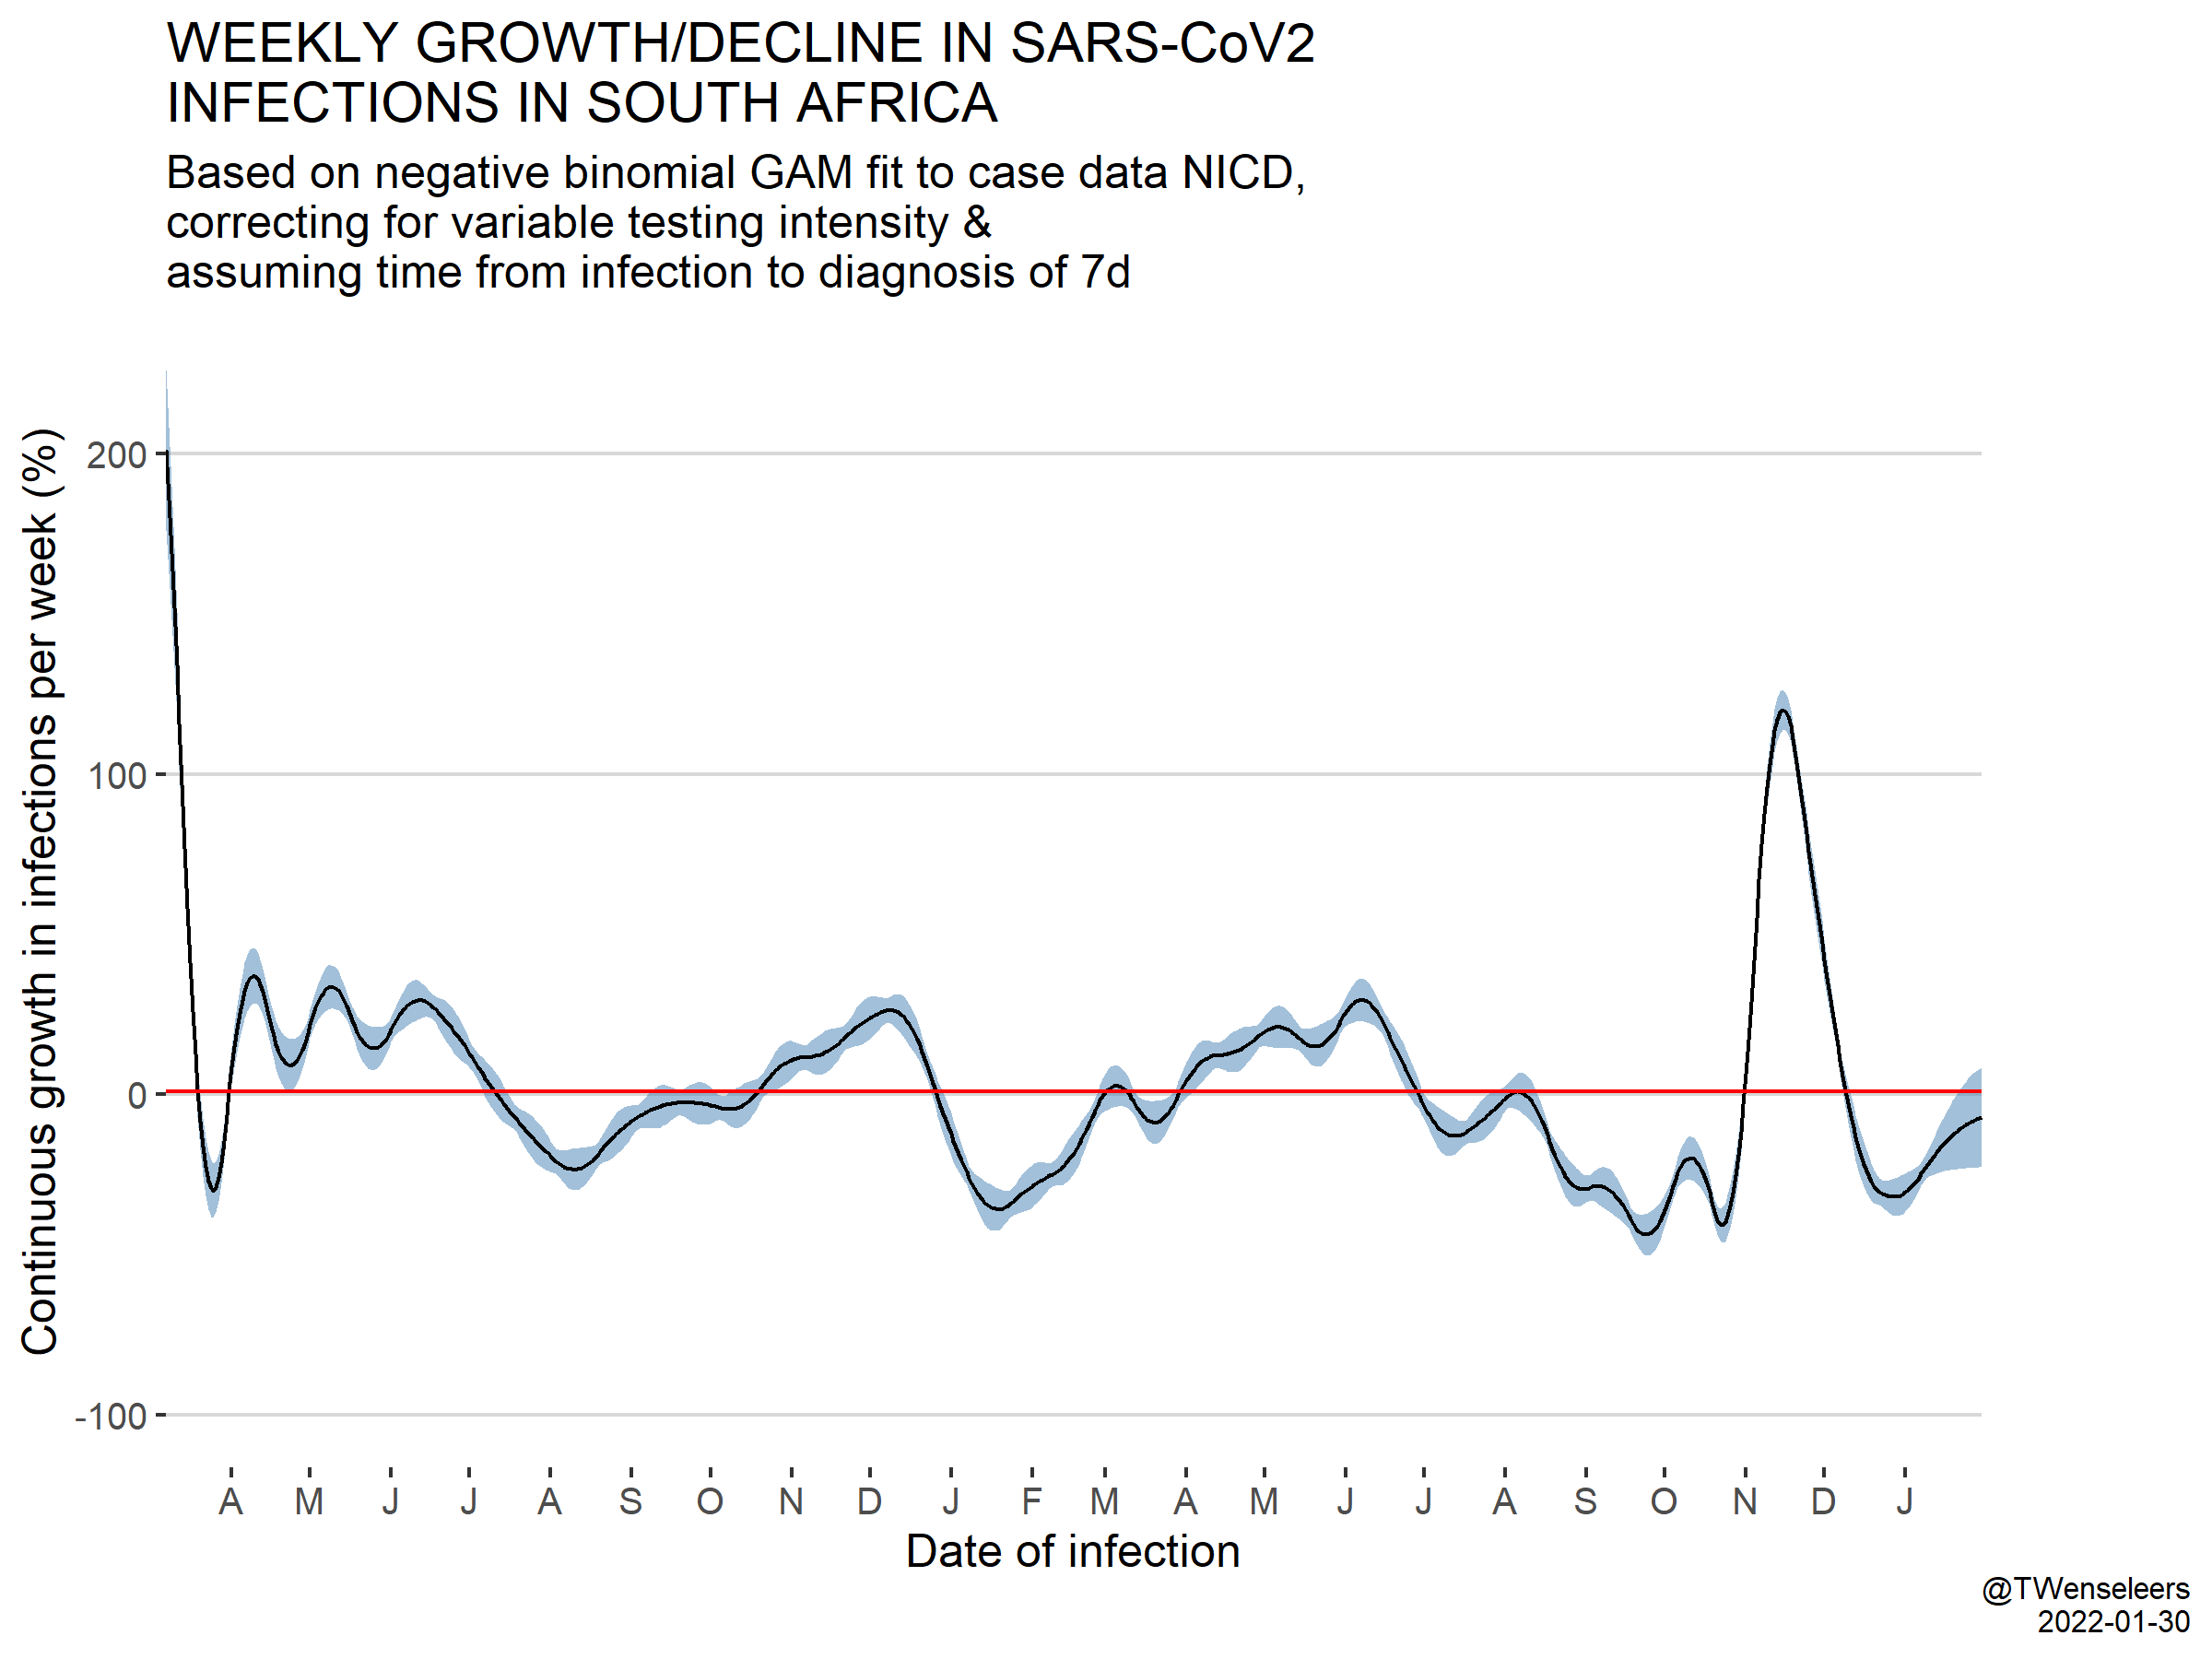 WEEKLY GROWTH/DECLINE IN SARS-CoV2
INFECTIONS IN SOUTH AFRICA
Based on negative binomial GAM fit to case data NICD,
correcting for variable testing intensity &
assuming time from infection to diagnosis of 7d
Continuous growth in infections per week (%)
200
100
0
-100
A M J J A S O N D J F M A M J J A S O N D J
Date of infection
@TWenseleers
2022-01-30